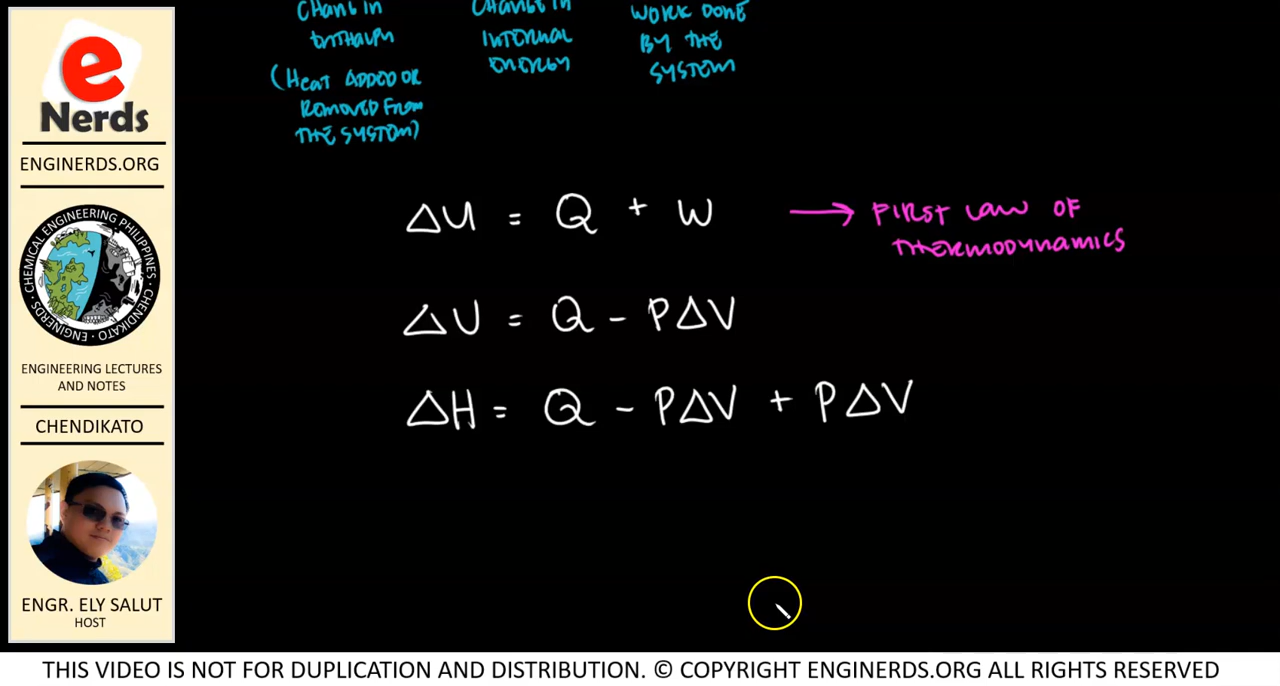 CHANGE IN
ENTHALPY
(HEAT ADDED OR
REMOVED FROM
THE SYSTEM)
CHANGE IN
INTERNAL
ENERGY
WORK DONE
BY THE
SYSTEM
ΔU = Q + W → FIRST LAW OF
THERMODYNAMICS
ΔU = Q - PΔV
ΔH = Q - PΔV + PΔV
e
Nerds
ENGINERDS.ORG
CHEMICAL ENGINEERING PHILIPPINES · CHENDIKATO · ENGINERDS ·
ENGINEERING LECTURES
AND NOTES
CHENDIKATO
ENGR. ELY SALUT
HOST
THIS VIDEO IS NOT FOR DUPLICATION AND DISTRIBUTION. © COPYRIGHT ENGINERDS.ORG ALL RIGHTS RESERVED